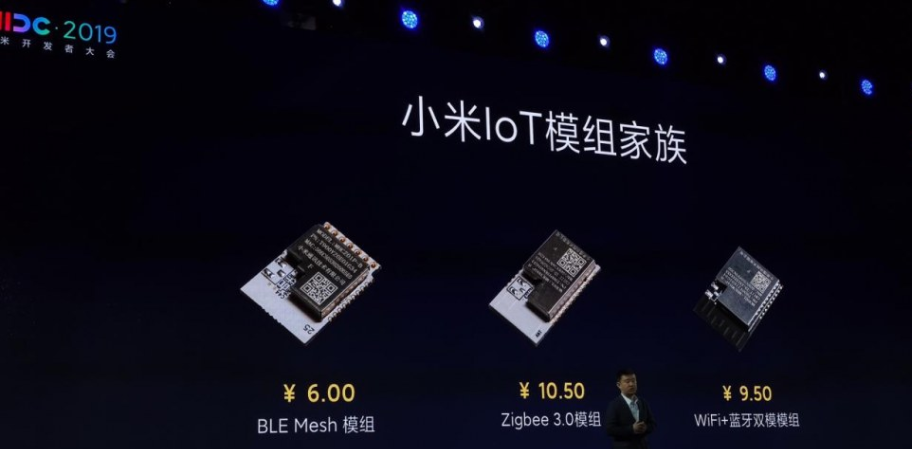 MIDC · 2019
米开发者大会
小米IoT模组家族
¥ 6.00
BLE Mesh 模组
¥ 10.50
Zigbee 3.0模组
¥ 9.50
WiFi+蓝牙双模模组
25